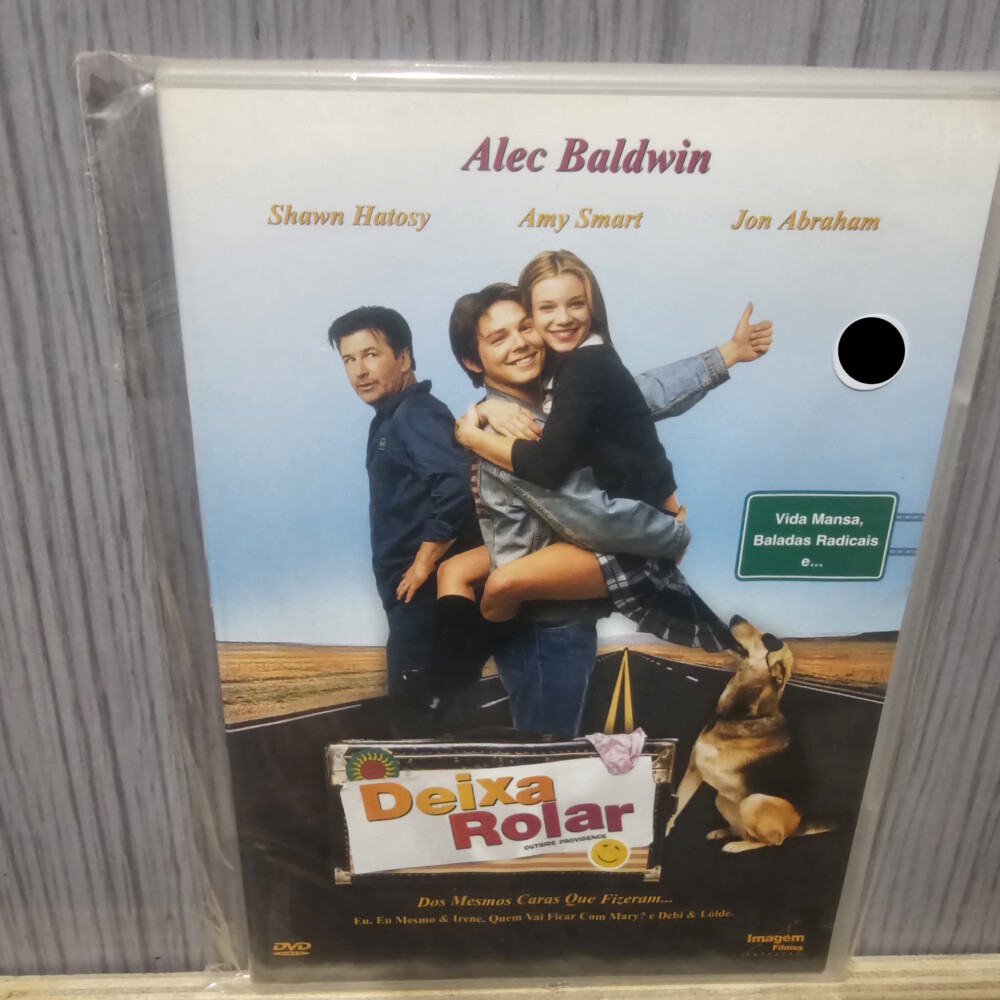 Alec Baldwin
Shawn Hatosy Amy Smart Jon Abraham
Vida Mansa,
Baladas Radicais
e...
Deixa
Rolar
OUTSIDE PROVIDENCE
Dos Mesmos Caras Que Fizeram...
Eu, Eu Mesmo & Irene, Quem Vai Ficar Com Mary? e Debi & Lóide.
DVD
VIDEO
Imagem
Filmes